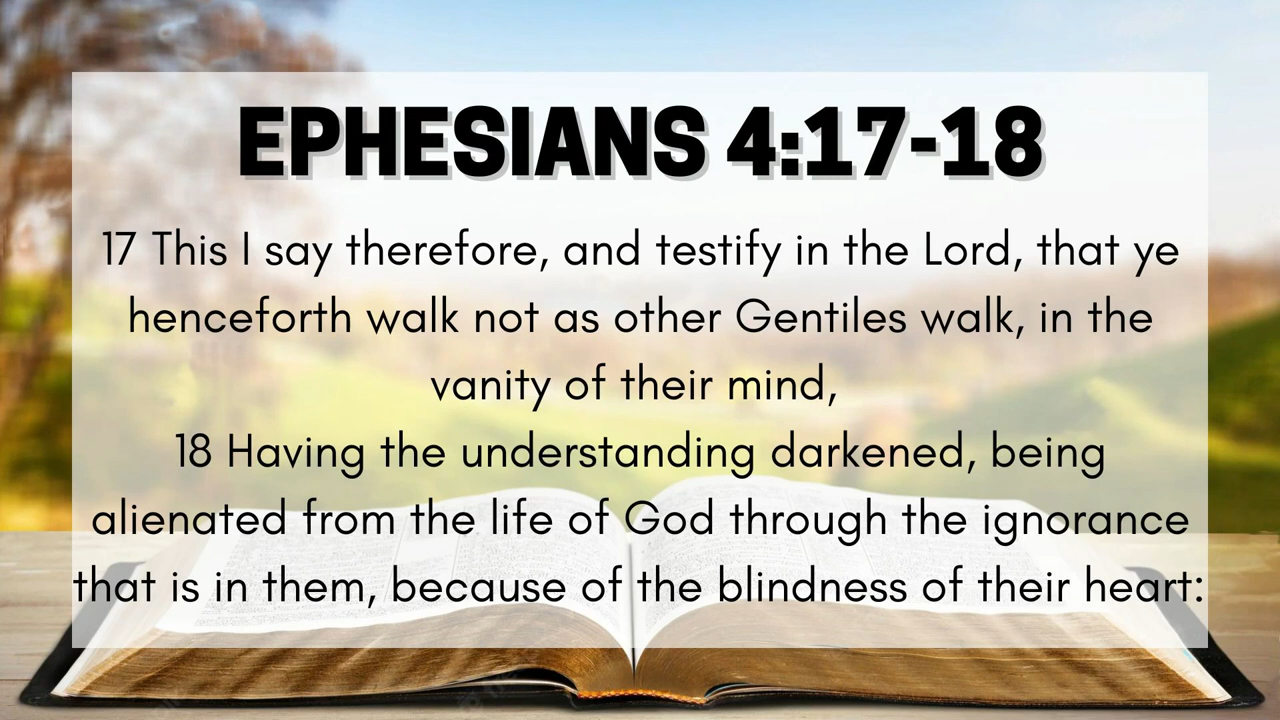 EPHESIANS 4:17-18
17 This I say therefore, and testify in the Lord, that ye
henceforth walk not as other Gentiles walk, in the
vanity of their mind,
18 Having the understanding darkened, being
alienated from the life of God through the ignorance
that is in them, because of the blindness of their heart: